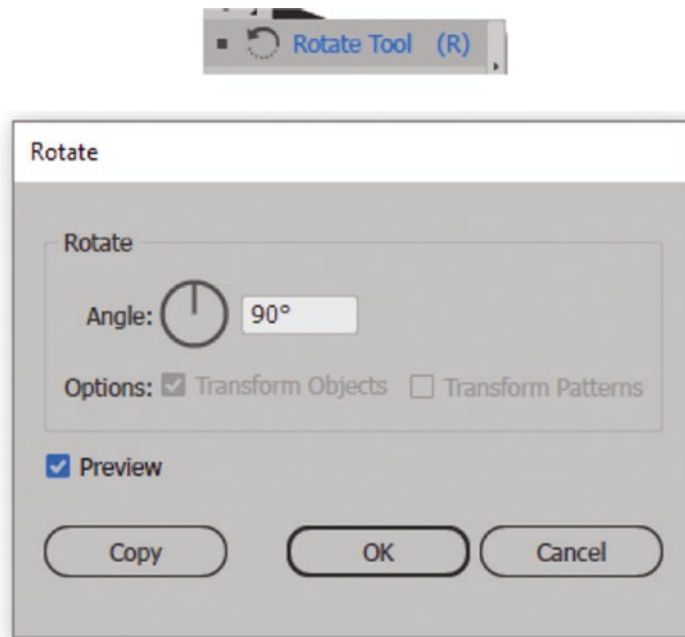 Rotate Tool (R)
Rotate
Rotate
Angle: 90°
Options: Transform Objects Transform Patterns
Preview
Copy OK Cancel